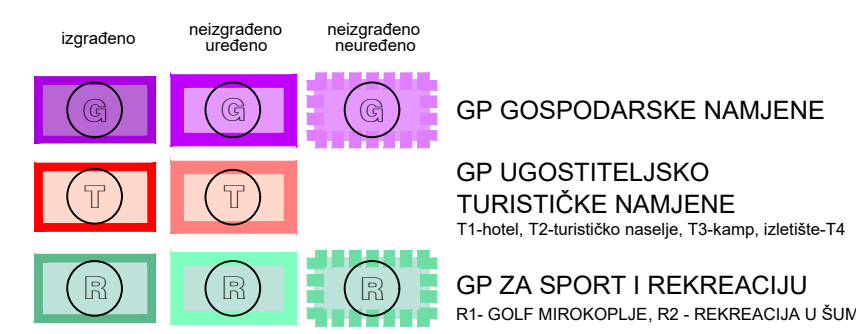 izgrađeno
neizgrađeno
uređeno
neizgrađeno
neuređeno
G G G GP GOSPODARSKE NAMJENE
T T GP UGOSTITELJSKO
TURISTIČKE NAMJENE
T1-hotel, T2-turističko naselje, T3-kamp, izletište-T4
R R R GP ZA SPORT I REKREACIJU
R1- GOLF MIROKOPLJE, R2 - REKREACIJA U ŠUM